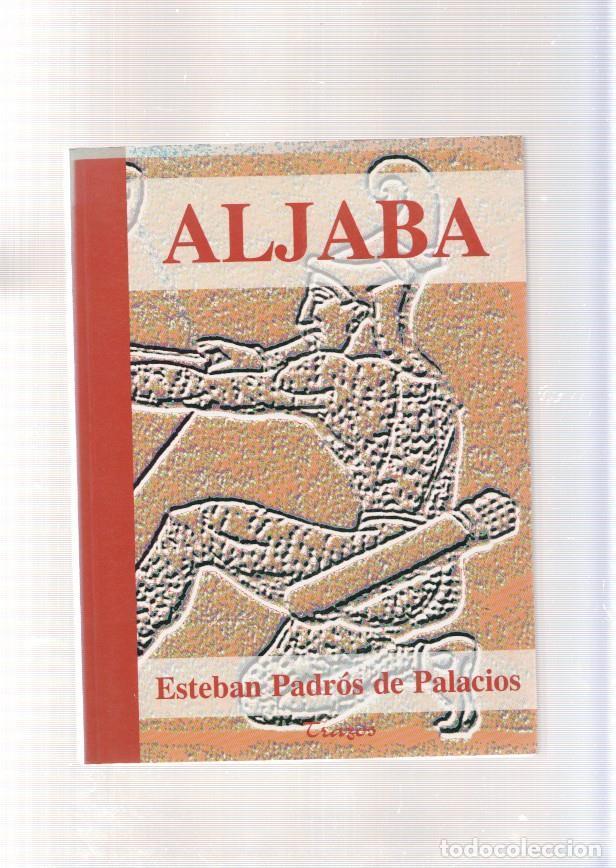 ALJABA
Esteban Padrós de Palacios
Trazos
todocoleccion